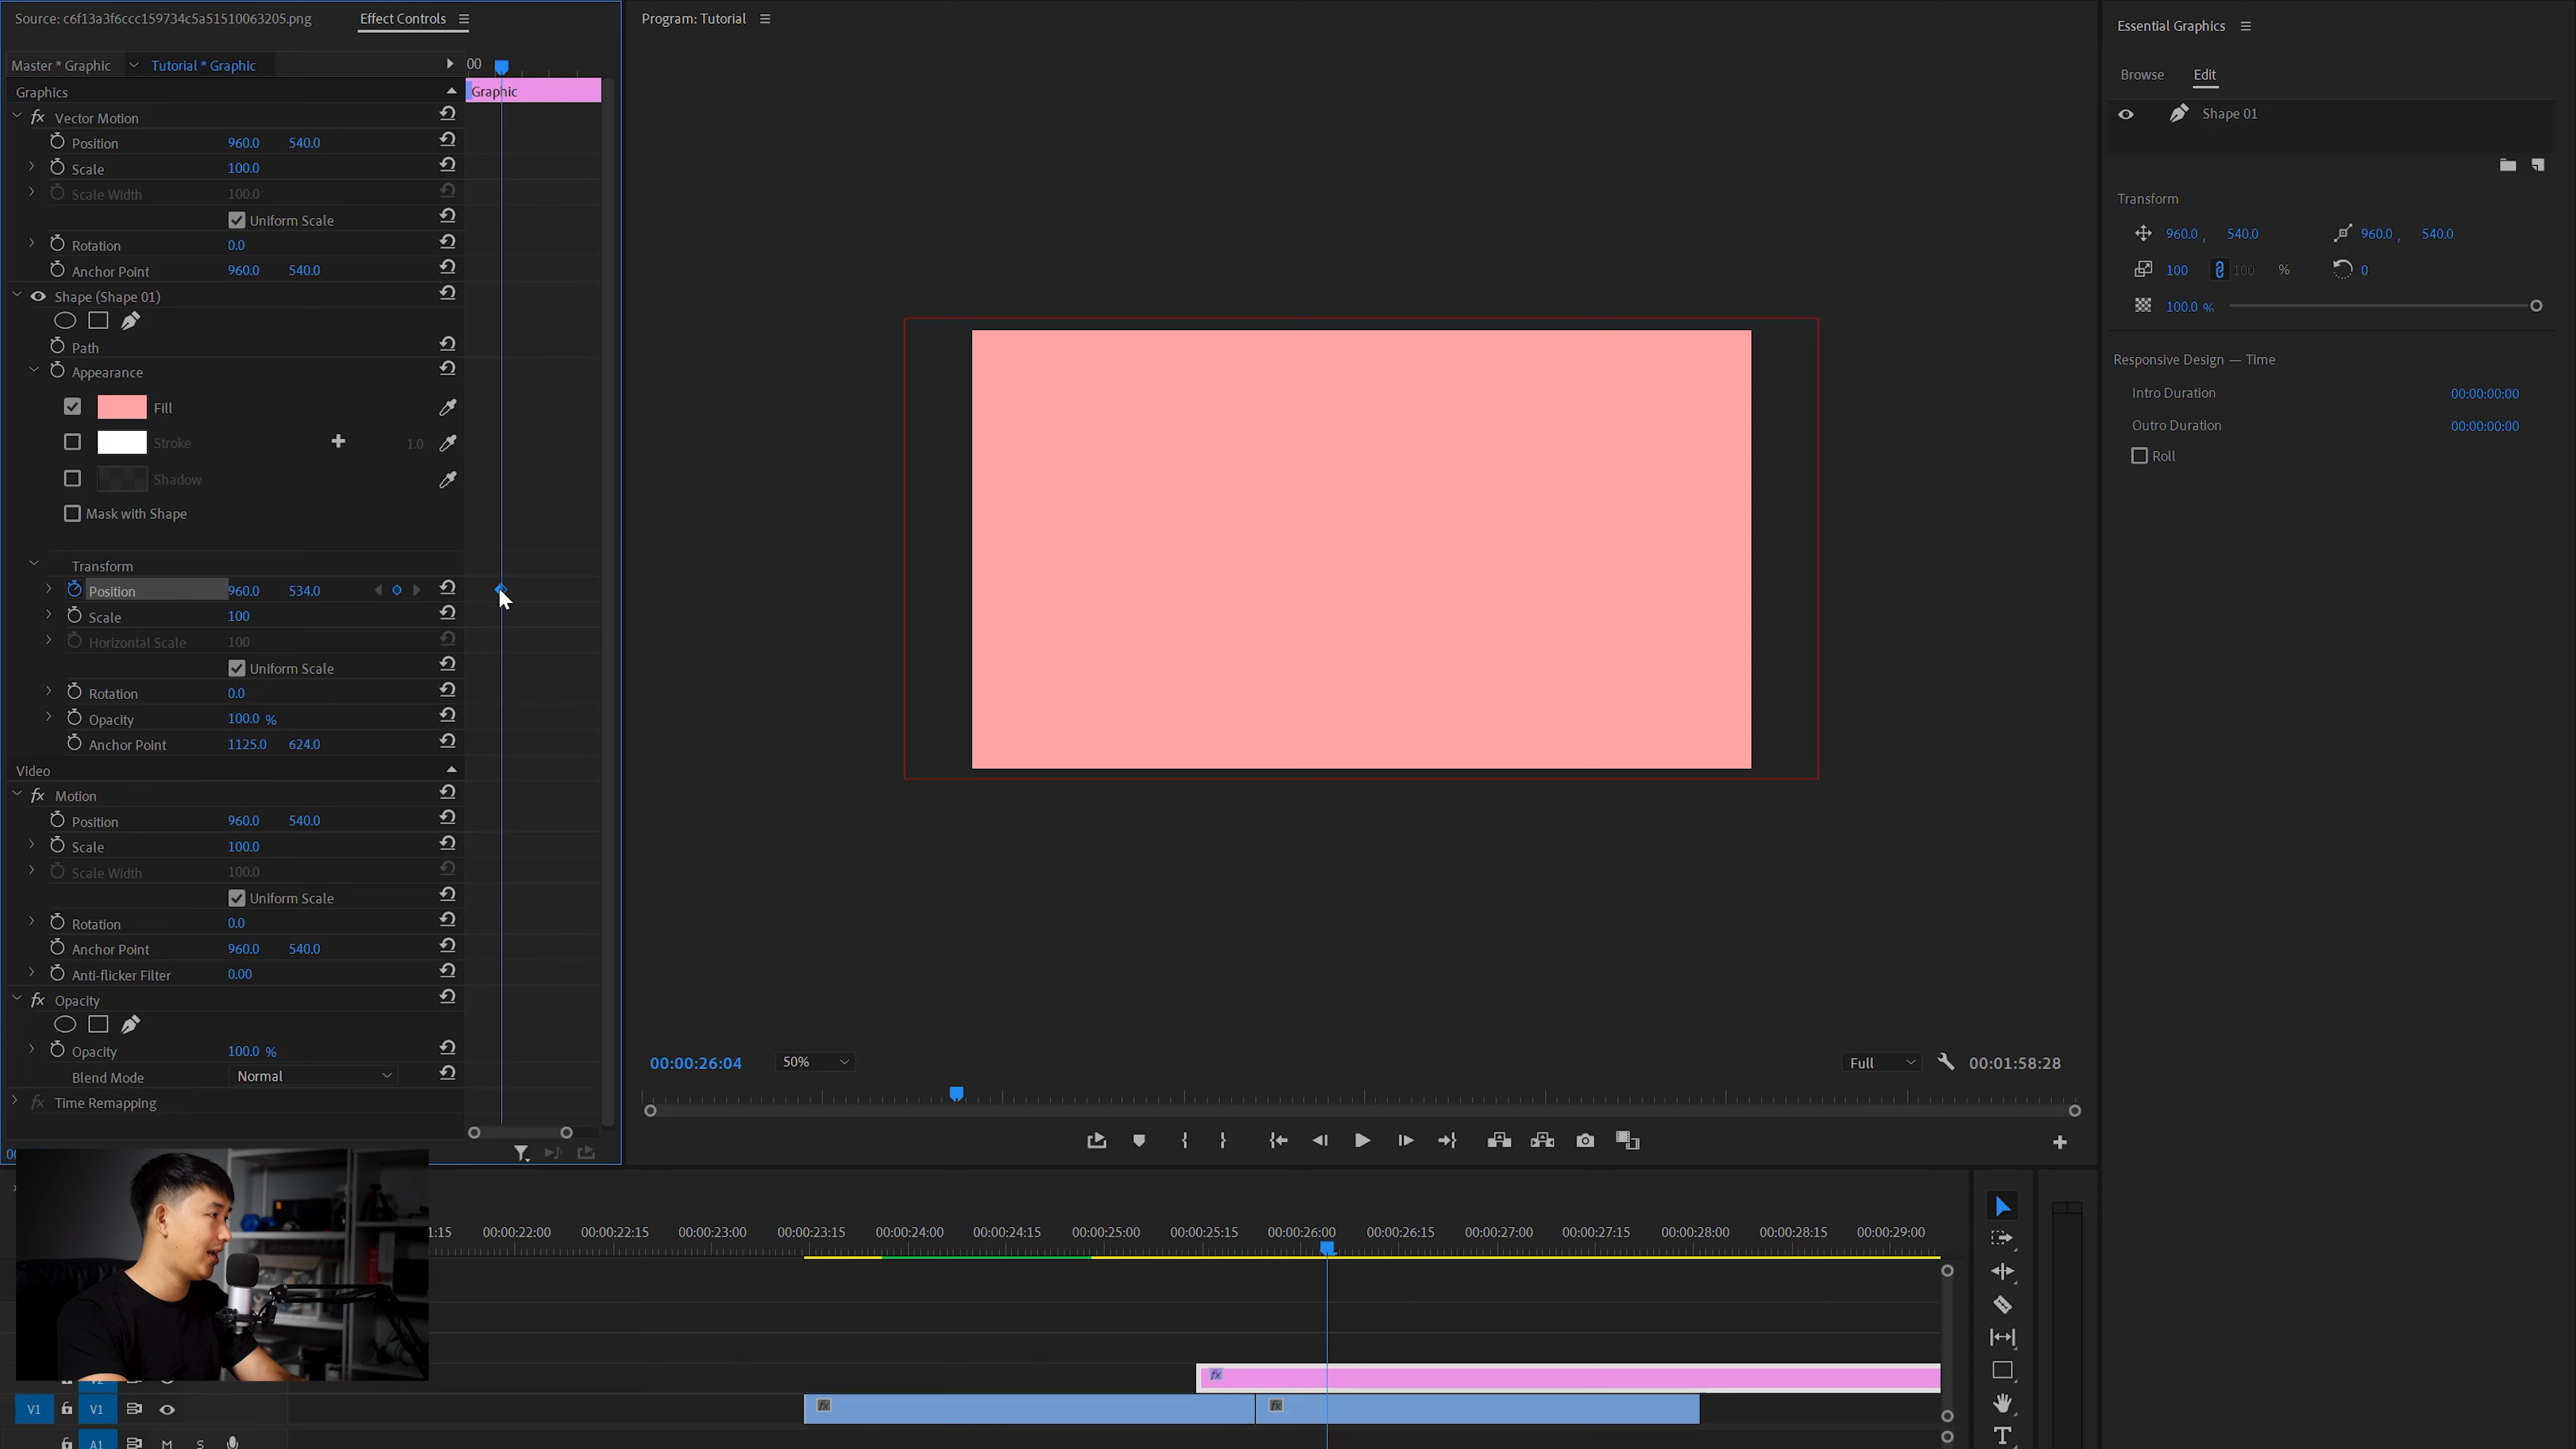 Source: c6f13a3f6ccc159734c5a51510063205.png
Effect Controls
Program: Tutorial
Essential Graphics
Master * Graphic
Tutorial * Graphic
00
Browse
Edit
Graphics
Graphic
Shape 01
fx Vector Motion
Position 960.0 540.0
Scale 100.0
Scale Width 100.0
Uniform Scale
Rotation 0.0
Anchor Point 960.0 540.0
Shape (Shape 01)
Path
Appearance
Fill
Stroke 1.0
Shadow
Mask with Shape
Transform
Position 960.0 534.0
Scale 100
Horizontal Scale 100
Uniform Scale
Rotation 0.0
Opacity 100.0 %
Anchor Point 1125.0 624.0
Video
fx Motion
Position 960.0 540.0
Scale 100.0
Scale Width 100.0
Uniform Scale
Rotation 0.0
Anchor Point 960.0 540.0
Anti-flicker Filter 0.00
fx Opacity
Opacity 100.0 %
Blend Mode Normal
fx Time Remapping
Transform
960.0 , 540.0 960.0 , 540.0
100 100 % 0
100.0 %
Responsive Design — Time
Intro Duration 00:00:00:00
Outro Duration 00:00:00:00
Roll
00:00:26:04 50% Full 00:01:58:28
1:15 00:00:22:00 00:00:22:15 00:00:23:00 00:00:23:15 00:00:24:00 00:00:24:15 00:00:25:00 00:00:25:15 00:00:26:00 00:00:26:15 00:00:27:00 00:00:27:15 00:00:28:00 00:00:28:15 00:00:29:00
fx
V1 V1 fx fx
A1 M S